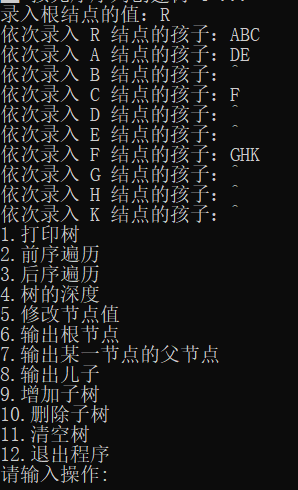 录入根结点的值：R
依次录入 R 结点的孩子：ABC
依次录入 A 结点的孩子：DE
依次录入 B 结点的孩子：^
依次录入 C 结点的孩子：F
依次录入 D 结点的孩子：^
依次录入 E 结点的孩子：^
依次录入 F 结点的孩子：GHK
依次录入 G 结点的孩子：^
依次录入 H 结点的孩子：^
依次录入 K 结点的孩子：^
1.打印树
2.前序遍历
3.后序遍历
4.树的深度
5.修改节点值
6.输出根节点
7.输出某一节点的父节点
8.输出儿子
9.增加子树
10.删除子树
11.清空树
12.退出程序
请输入操作: